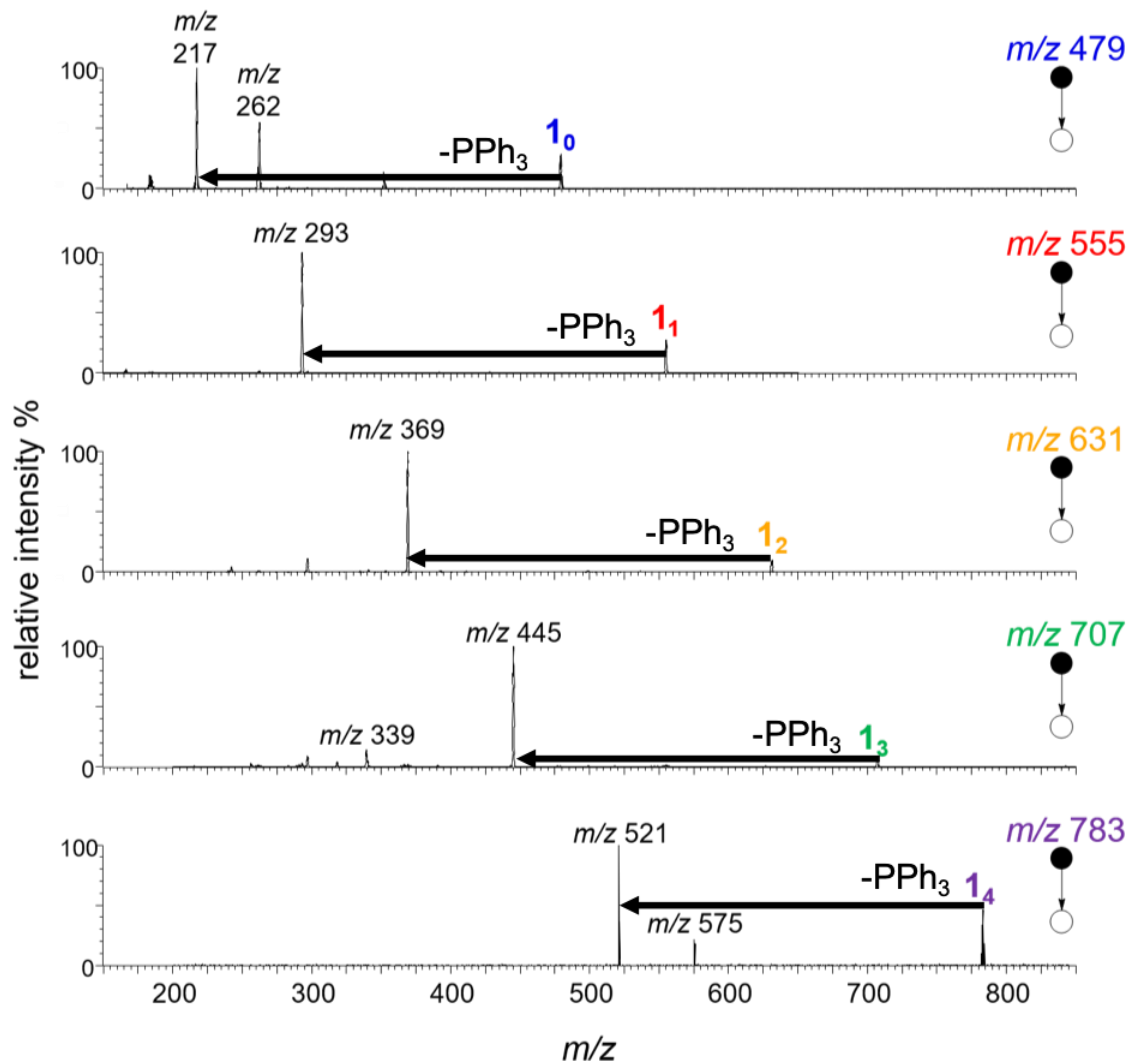 m/z
217
m/z
262
m/z 479
100
-PPh₃
1₀
0
m/z 293
m/z 555
100
-PPh₃
1₁
0
m/z 369
m/z 631
100
-PPh₃
1₂
0
m/z 445
m/z 707
100
m/z 339
-PPh₃
1₃
0
m/z 521
m/z 783
100
-PPh₃
1₄
m/z 575
0
relative intensity %
200 300 400 500 600 700 800
m/z